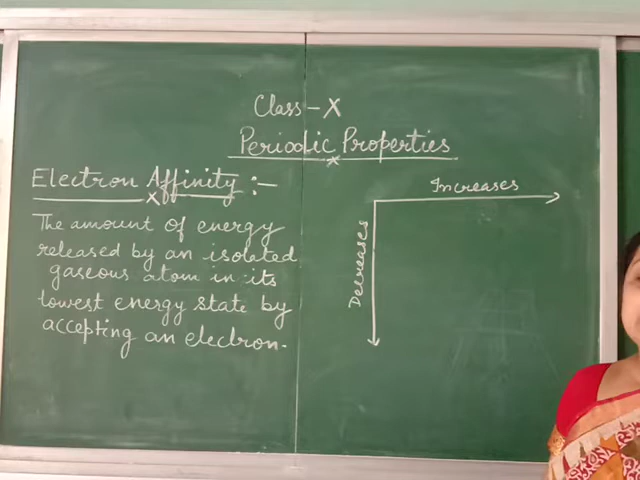 Class-X
Periodic Properties
Electron Affinity :-
The amount of energy
released by an isolated
gaseous atom in its
lowest energy state by
accepting an electron.
Increases
Decreases